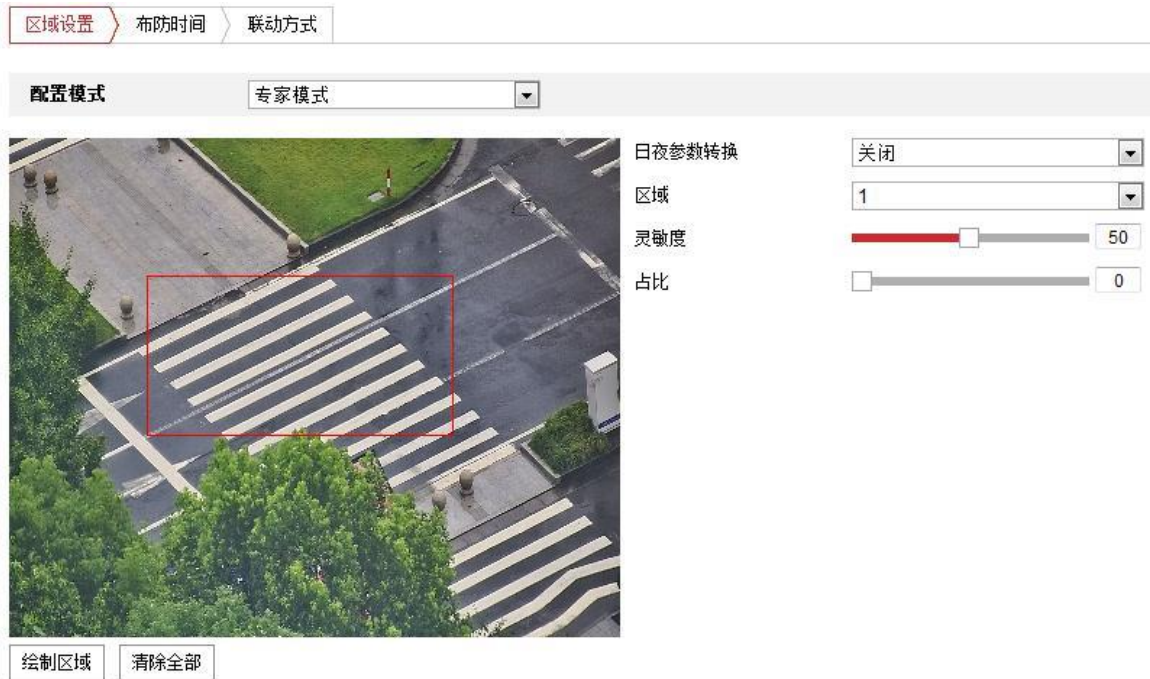 区域设置 布防时间 联动方式
配置模式 专家模式
日夜参数转换 关闭
区域 1
灵敏度 50
占比 0
绘制区域 清除全部